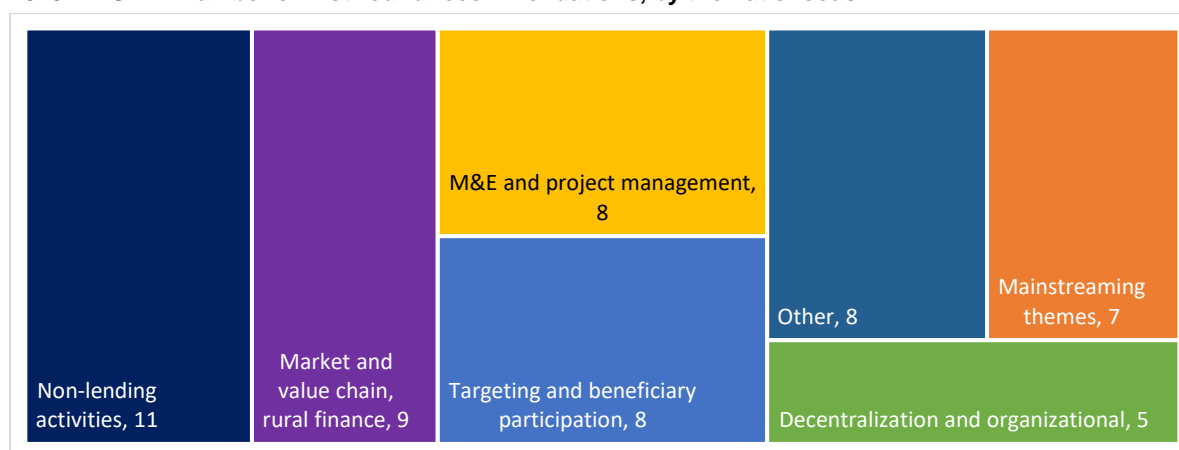 M&E and project management,
8
Other, 8
Mainstreaming
themes, 7
Non-lending
activities, 11
Market and
value chain,
rural finance, 9
Targeting and beneficiary
participation, 8
Decentralization and organizational, 5